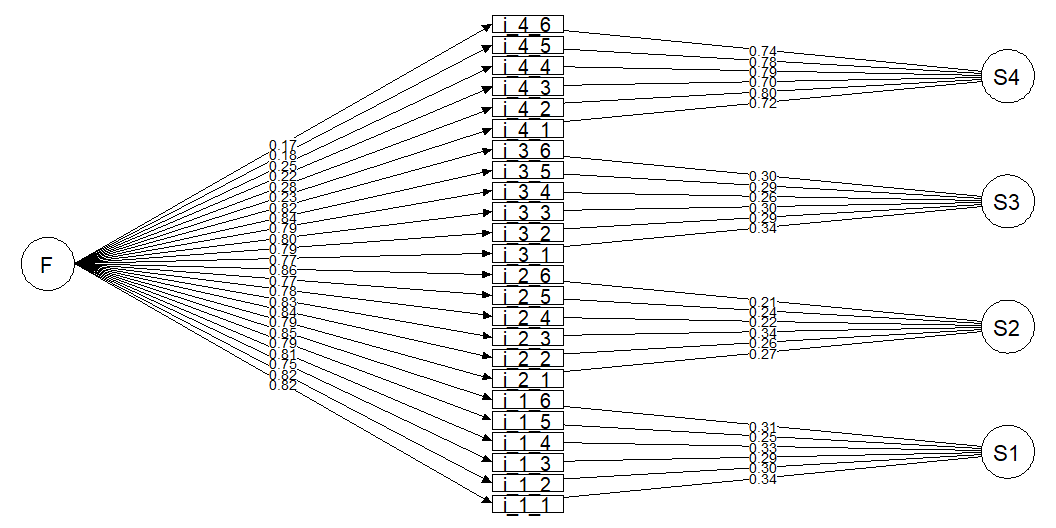 F
0.17
0.18
0.25
0.22
0.28
0.23
0.82
0.84
0.79
0.80
0.79
0.77
0.86
0.77
0.78
0.83
0.84
0.79
0.85
0.79
0.81
0.75
0.82
0.82
i_4_6
i_4_5
i_4_4
i_4_3
i_4_2
i_4_1
i_3_6
i_3_5
i_3_4
i_3_3
i_3_2
i_3_1
i_2_6
i_2_5
i_2_4
i_2_3
i_2_2
i_2_1
i_1_6
i_1_5
i_1_4
i_1_3
i_1_2
i_1_1
0.74
0.78
0.79
0.70
0.80
0.72
0.30
0.29
0.26
0.30
0.29
0.34
0.21
0.24
0.22
0.34
0.26
0.27
0.31
0.25
0.33
0.29
0.30
0.34
S4
S3
S2
S1